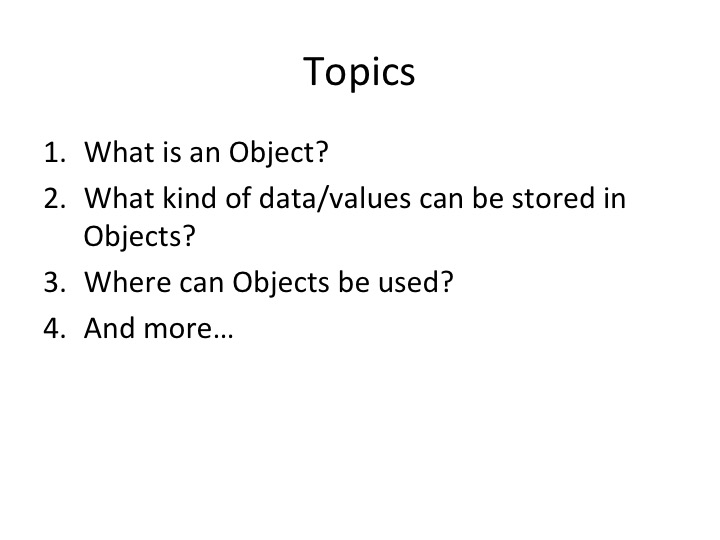 Topics
1. What is an Object?
2. What kind of data/values can be stored in
Objects?
3. Where can Objects be used?
4. And more…